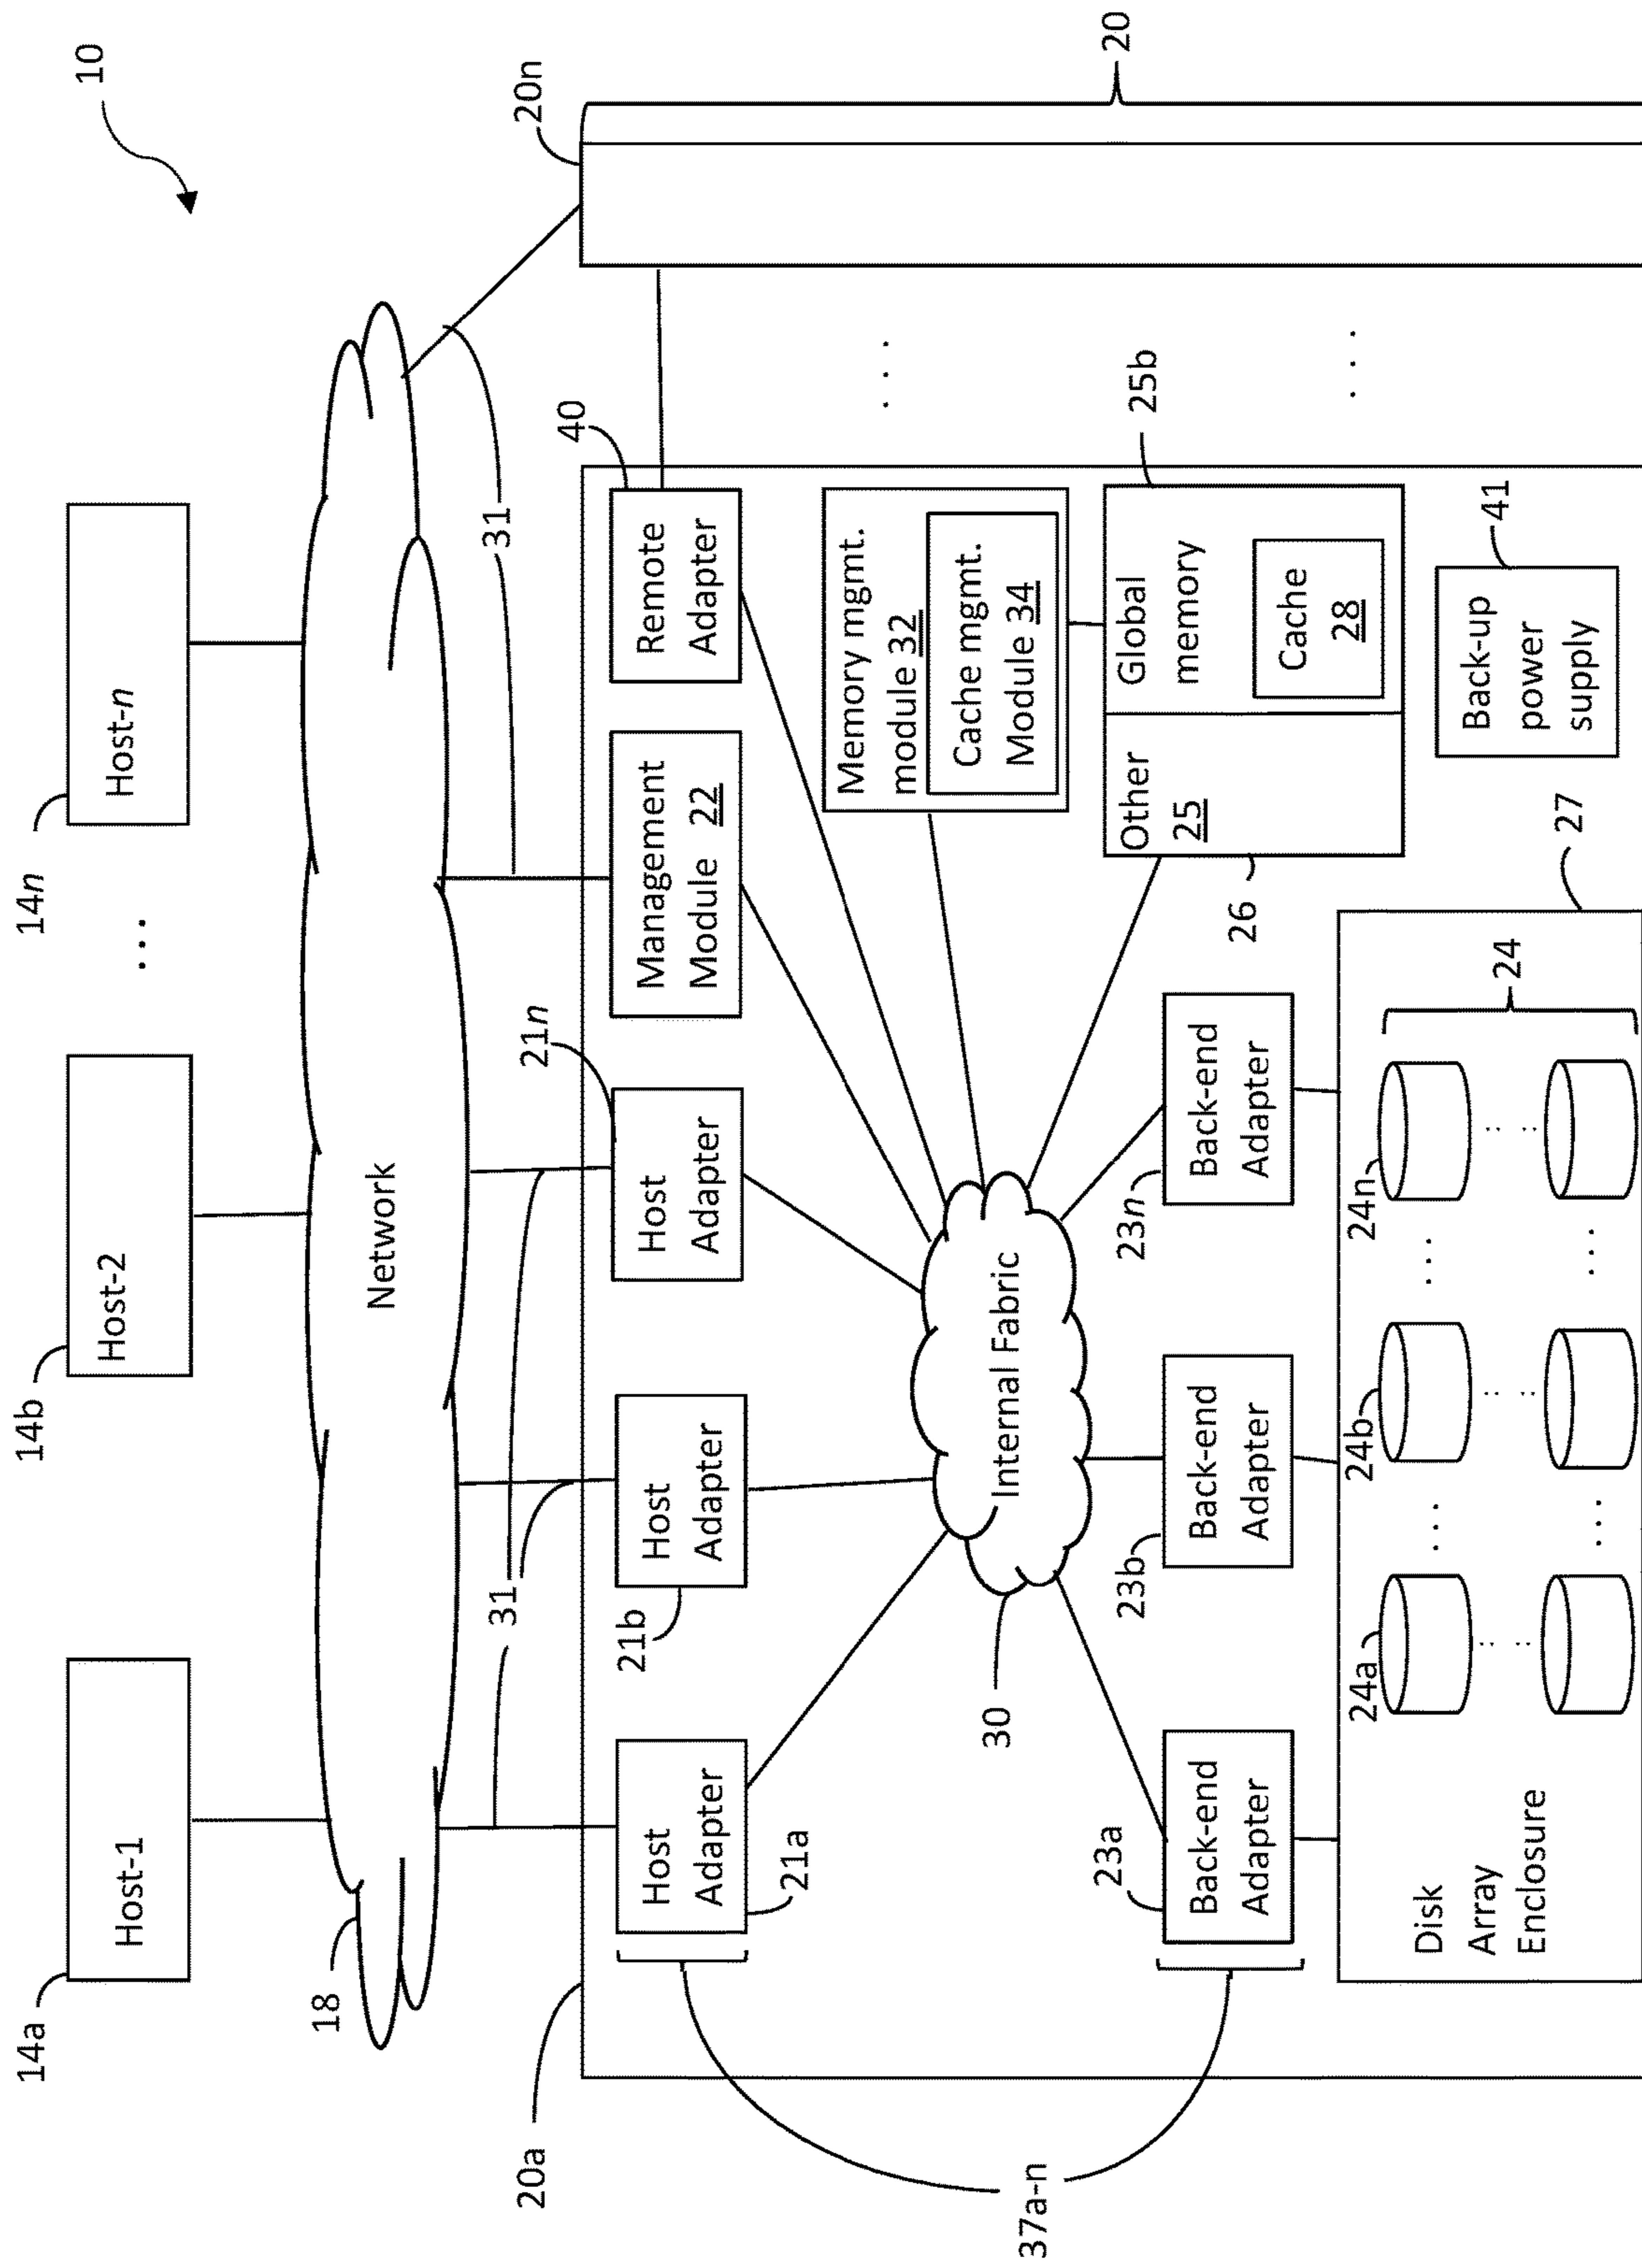 10
14a
Host-1
14b
Host-2
...
14n
Host-n
18
Network
31
31
20a
20n
20
Host
Adapter
21a
Host
Adapter
21b
Host
Adapter
21n
Management
Module 22
Remote
Adapter
40
37a-n
30
Internal Fabric
Memory mgmt.
module 32
Cache mgmt.
Module 34
...
Other
25
Global
memory
25b
Cache
28
26
23a
Back-end
Adapter
23b
Back-end
Adapter
23n
Back-end
Adapter
Back-up
power
supply
41
...
27
Disk
Array
Enclosure
24a
...
24b
...
24n
24
...
...